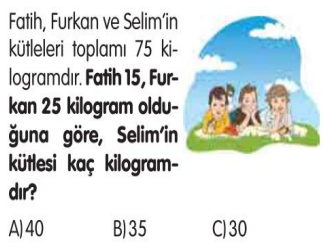 Fatih, Furkan ve Selim'in
kütleleri toplamı 75 ki-
logramdır. Fatih 15, Fur-
kan 25 kilogram oldu-
ğuna göre, Selim'in
kütlesi kaç kilogram-
dır?
A) 40 B) 35 C) 30